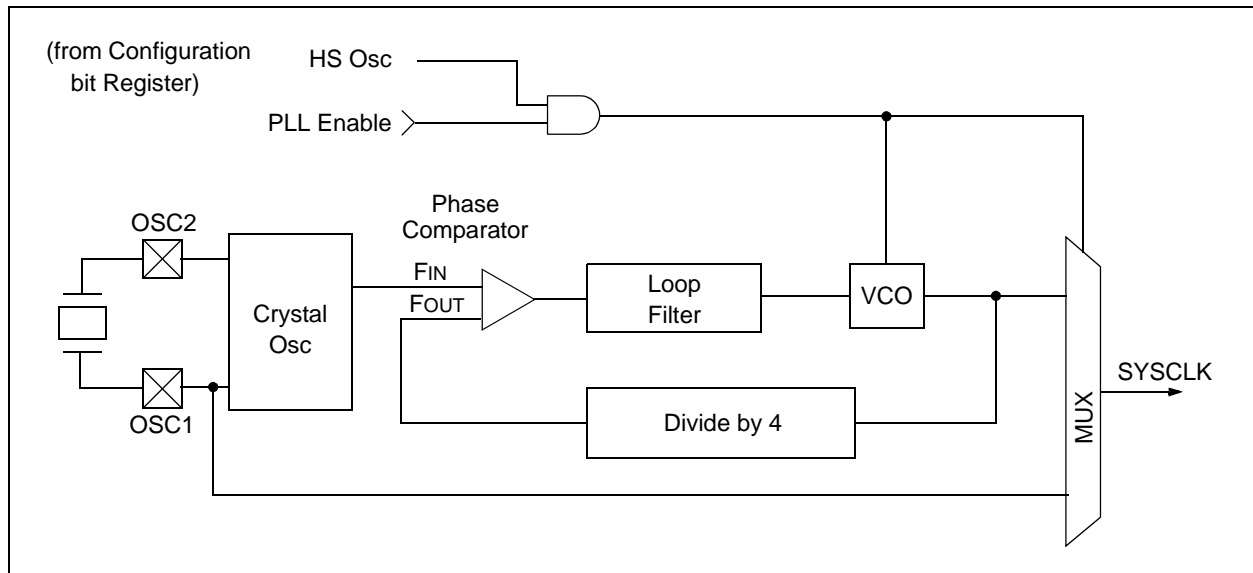 (from Configuration
bit Register)
HS Osc
PLL Enable
Phase
Comparator
OSC2
FIN
FOUT
Crystal
Osc
Loop
Filter
VCO
OSC1
Divide by 4
MUX
SYSCLK